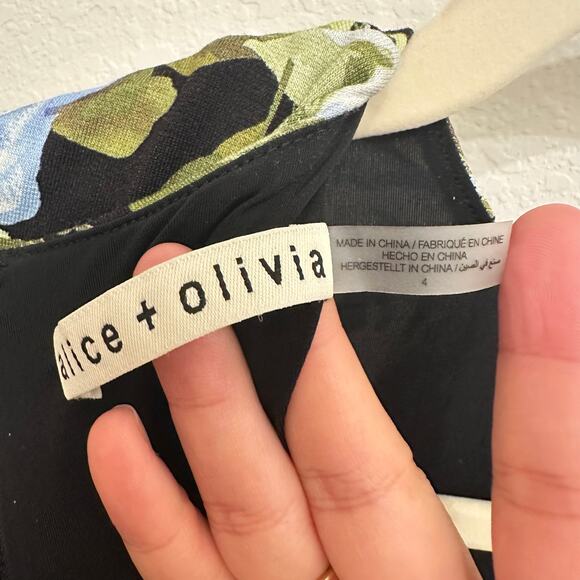 alice + olivia
MADE IN CHINA / FABRIQUÉ EN CHINE
HECHO EN CHINA
HERGESTELLT IN CHINA / صنع في الصين
4